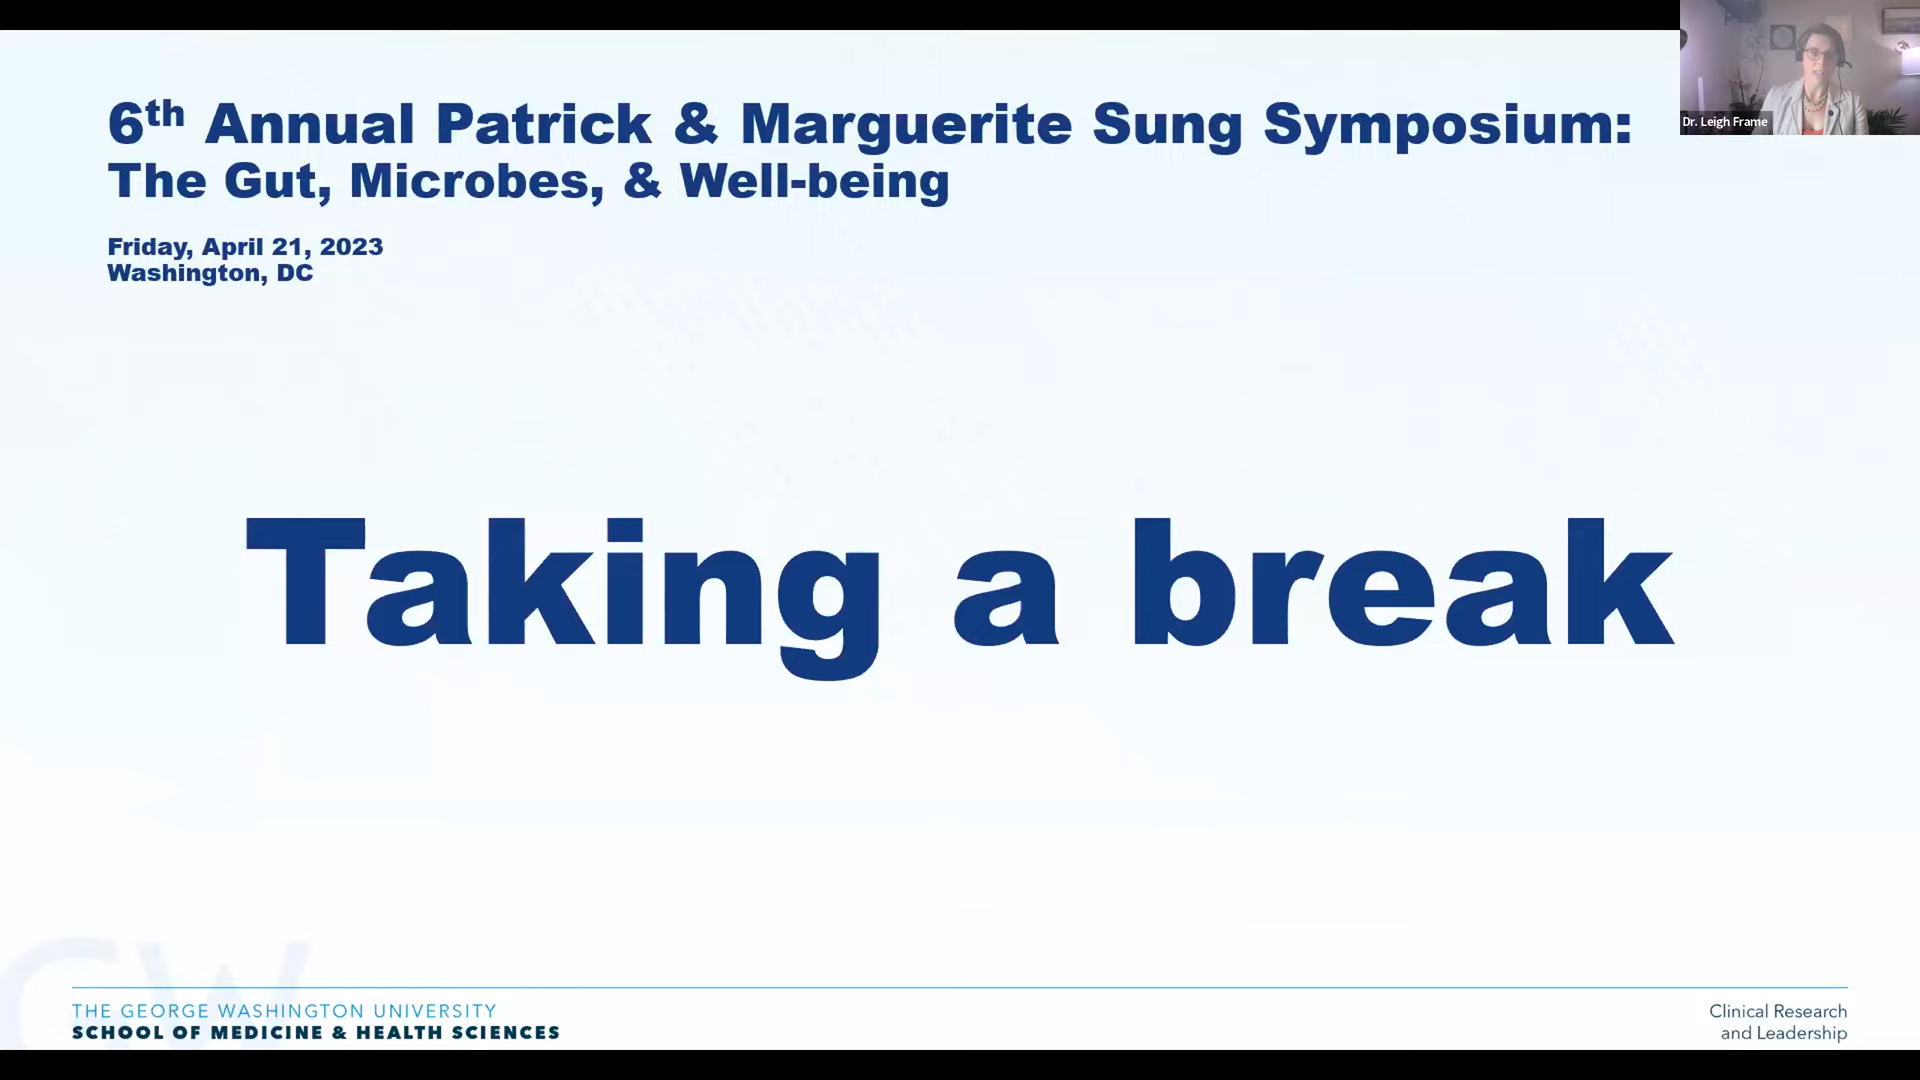 6th Annual Patrick & Marguerite Sung Symposium:
The Gut, Microbes, & Well-being
Friday, April 21, 2023
Washington, DC
Dr. Leigh Frame
Taking a break
GW
THE GEORGE WASHINGTON UNIVERSITY
SCHOOL OF MEDICINE & HEALTH SCIENCES
Clinical Research
and Leadership